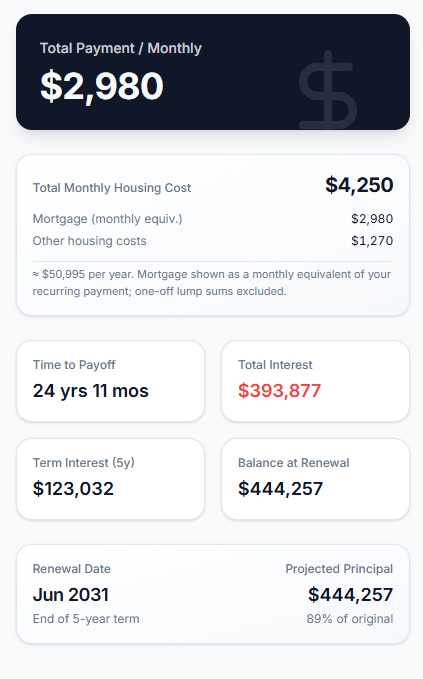 Total Payment / Monthly
$2,980
$
Total Monthly Housing Cost $4,250
Mortgage (monthly equiv.) $2,980
Other housing costs $1,270
≈ $50,995 per year. Mortgage shown as a monthly equivalent of your
recurring payment; one-off lump sums excluded.
Time to Payoff
24 yrs 11 mos
Total Interest
$393,877
Term Interest (5y)
$123,032
Balance at Renewal
$444,257
Renewal Date
Jun 2031
End of 5-year term
Projected Principal
$444,257
89% of original